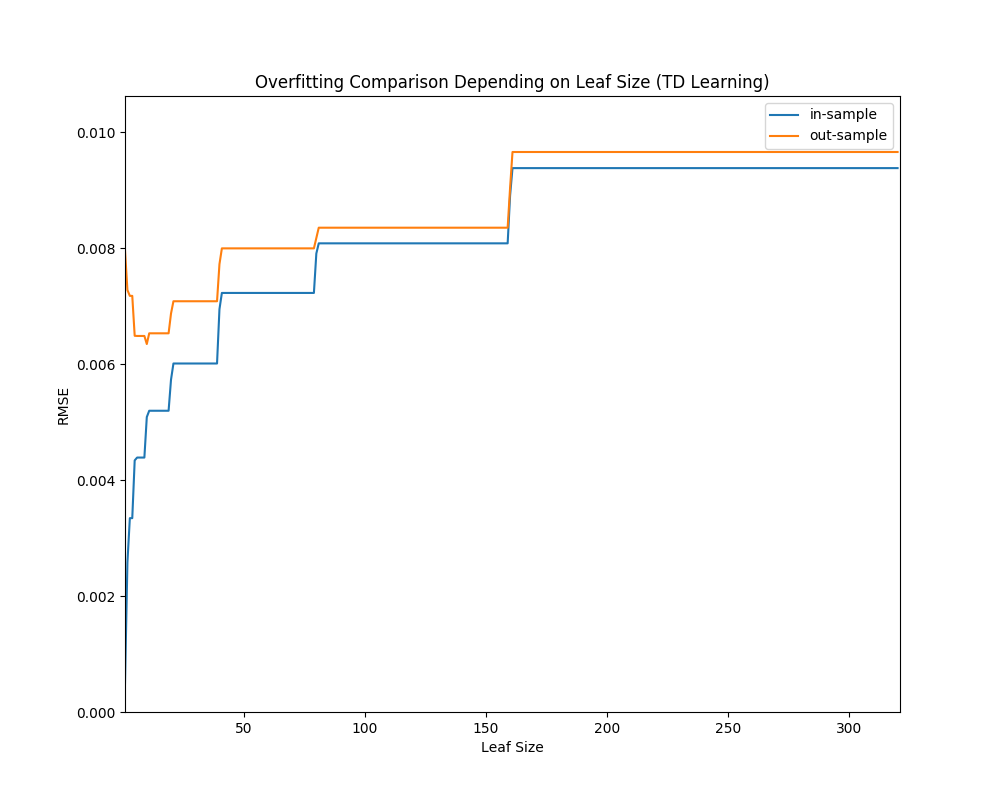 Overfitting Comparison Depending on Leaf Size (TD Learning)
in-sample
out-sample
0.010
0.008
0.006
0.004
0.002
0.000
RMSE
50 100 150 200 250 300
Leaf Size